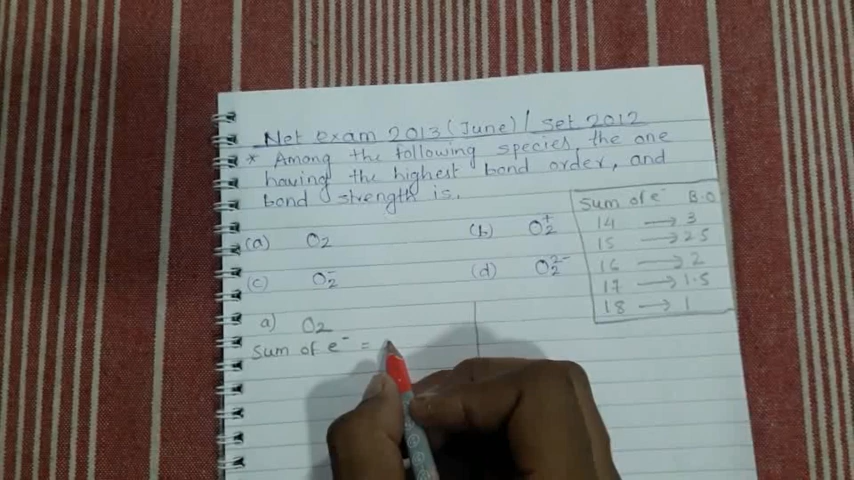 Net exam 2013 (June) / Set 2012
* Among the following species, the one
having the highest bond order, and
bond strength is.
(a) O₂ (b) O₂⁺
(c) O₂⁻ (d) O₂²⁻
Sum of e⁻ B.O
14 → 3
15 → 2.5
16 → 2
17 → 1.5
18 → 1
a) O₂
Sum of e⁻ =